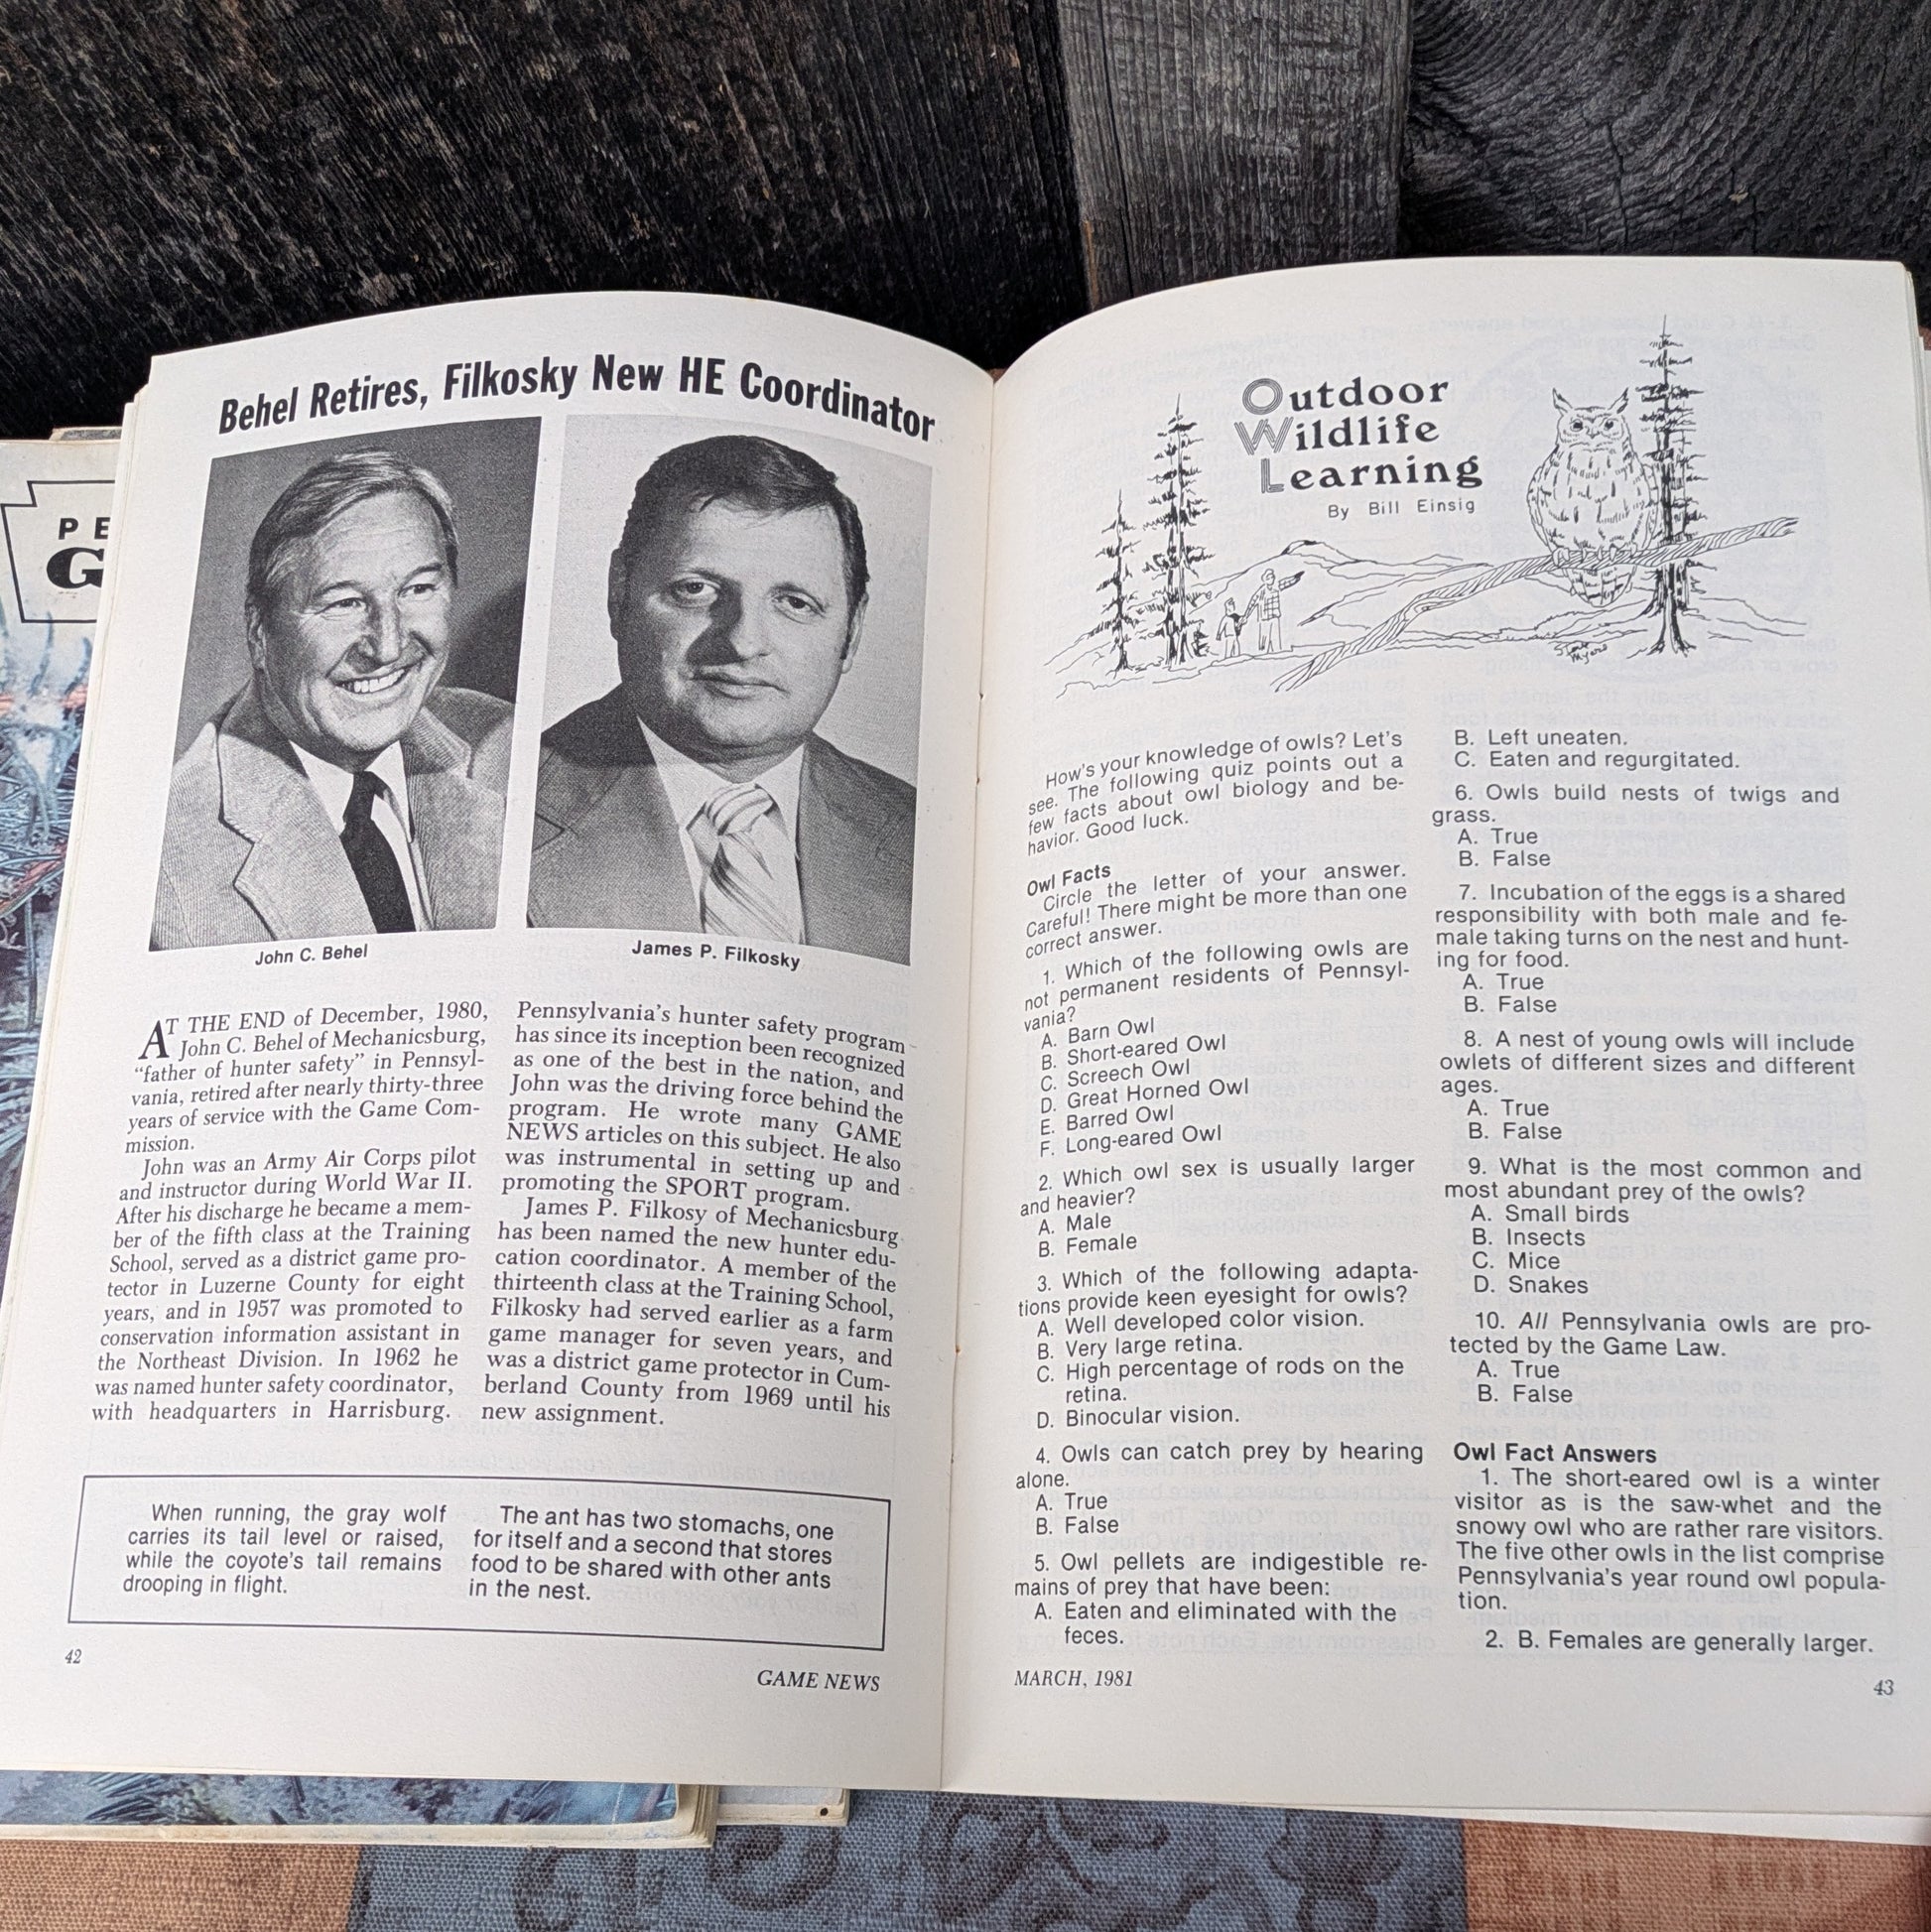 PE
G
Behel Retires, Filkosky New HE Coordinator
John C. Behel
James P. Filkosky
AT THE END of December, 1980,
John C. Behel of Mechanicsburg,
“father of hunter safety” in Pennsyl-
vania, retired after nearly thirty-three
years of service with the Game Com-
mission.
John was an Army Air Corps pilot
and instructor during World War II.
After his discharge he became a mem-
ber of the fifth class at the Training
School, served as a district game pro-
tector in Luzerne County for eight
years, and in 1957 was promoted to
conservation information assistant in
the Northeast Division. In 1962 he
was named hunter safety coordinator,
with headquarters in Harrisburg.
Pennsylvania's hunter safety program
has since its inception been recognized
as one of the best in the nation, and
John was the driving force behind the
program. He wrote many GAME
NEWS articles on this subject. He also
was instrumental in setting up and
promoting the SPORT program.
James P. Filkosy of Mechanicsburg
has been named the new hunter edu-
cation coordinator. A member of the
thirteenth class at the Training School,
Filkosky had served earlier as a farm
game manager for seven years, and
was a district game protector in Cum-
berland County from 1969 until his
new assignment.
When running, the gray wolf
carries its tail level or raised,
while the coyote's tail remains
drooping in flight.
The ant has two stomachs, one
for itself and a second that stores
food to be shared with other ants
in the nest.
42
GAME NEWS
Outdoor
Wildlife
Learning
By Bill Einsig
How's your knowledge of owls? Let's
see. The following quiz points out a
few facts about owl biology and be-
havior. Good luck.
Owl Facts
Circle the letter of your answer.
Careful! There might be more than one
correct answer.
1. Which of the following owls are
not permanent residents of Pennsyl-
vania?
A. Barn Owl
B. Short-eared Owl
C. Screech Owl
D. Great Horned Owl
E. Barred Owl
F. Long-eared Owl
2. Which owl sex is usually larger
and heavier?
A. Male
B. Female
3. Which of the following adapta-
tions provide keen eyesight for owls?
A. Well developed color vision.
B. Very large retina.
C. High percentage of rods on the
retina.
D. Binocular vision.
4. Owls can catch prey by hearing
alone.
A. True
B. False
5. Owl pellets are indigestible re-
mains of prey that have been:
A. Eaten and eliminated with the
feces.
B. Left uneaten.
C. Eaten and regurgitated.
6. Owls build nests of twigs and
grass.
A. True
B. False
7. Incubation of the eggs is a shared
responsibility with both male and fe-
male taking turns on the nest and hunt-
ing for food.
A. True
B. False
8. A nest of young owls will include
owlets of different sizes and different
ages.
A. True
B. False
9. What is the most common and
most abundant prey of the owls?
A. Small birds
B. Insects
C. Mice
D. Snakes
10. All Pennsylvania owls are pro-
tected by the Game Law.
A. True
B. False
Owl Fact Answers
1. The short-eared owl is a winter
visitor as is the saw-whet and the
snowy owl who are rather rare visitors.
The five other owls in the list comprise
Pennsylvania's year round owl popula-
tion.
2. B. Females are generally larger.
MARCH, 1981
43